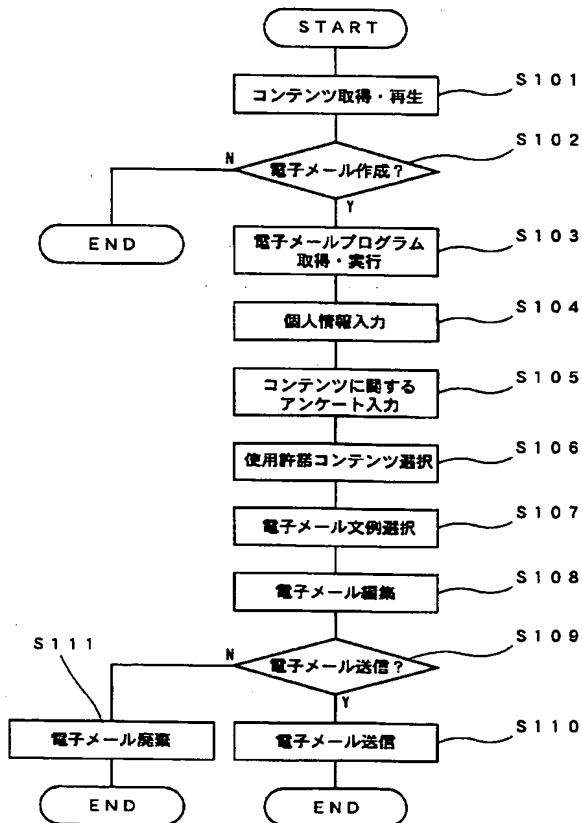 START
コンテンツ取得・再生
S101
電子メール作成?
S102
N
Y
END
電子メールプログラム
取得・実行
S103
個人情報入力
S104
コンテンツに関する
アンケート入力
S105
使用許諾コンテンツ選択
S106
電子メール文例選択
S107
電子メール編集
S108
電子メール送信?
S109
N
Y
S111
電子メール廃棄
電子メール送信
S110
END
END